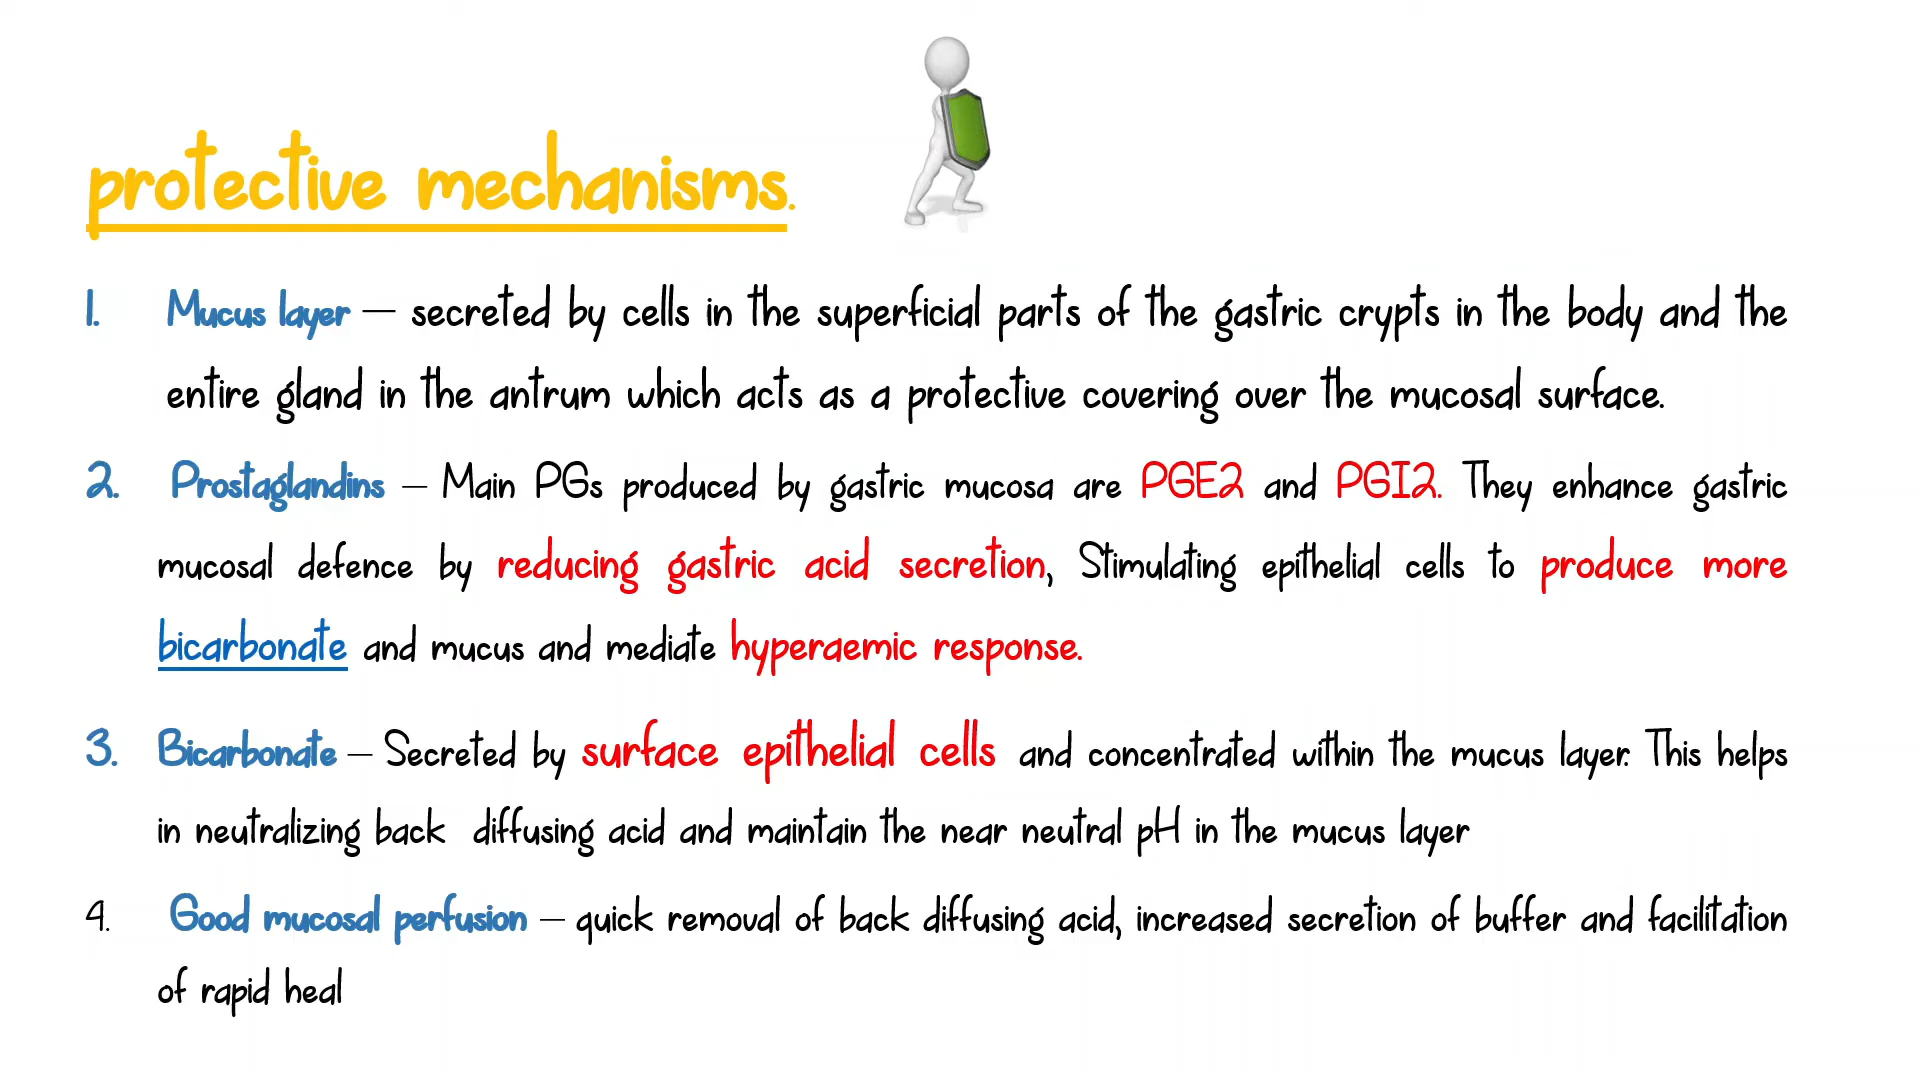 protective mechanisms.
1. Mucus layer – secreted by cells in the superficial parts of the gastric crypts in the body and the
entire gland in the antrum which acts as a protective covering over the mucosal surface.
2. Prostaglandins – Main PGs produced by gastric mucosa are PGE2 and PGI2. They enhance gastric
mucosal defence by reducing gastric acid secretion, Stimulating epithelial cells to produce more
bicarbonate and mucus and mediate hyperaemic response.
3. Bicarbonate – Secreted by surface epithelial cells and concentrated within the mucus layer. This helps
in neutralizing back diffusing acid and maintain the near neutral pH in the mucus layer
4. Good mucosal perfusion – quick removal of back diffusing acid, increased secretion of buffer and facilitation
of rapid heal